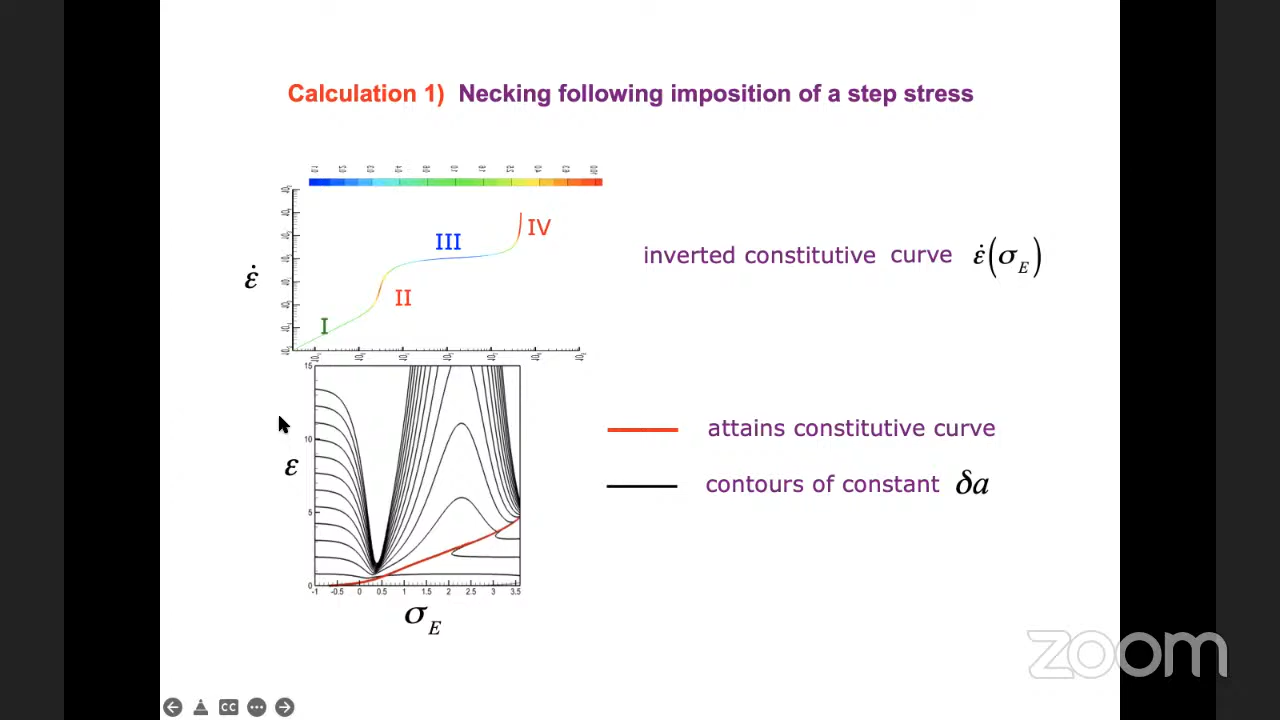 Calculation 1) Necking following imposition of a step stress
IV
III
II
I
ε̇
inverted constitutive curve ε̇(σ_E)
15
10
5
0
ε
-1 -0.5 0 0.5 1 1.5 2 2.5 3 3.5
σ_E
attains constitutive curve
contours of constant δa
zoom
CC